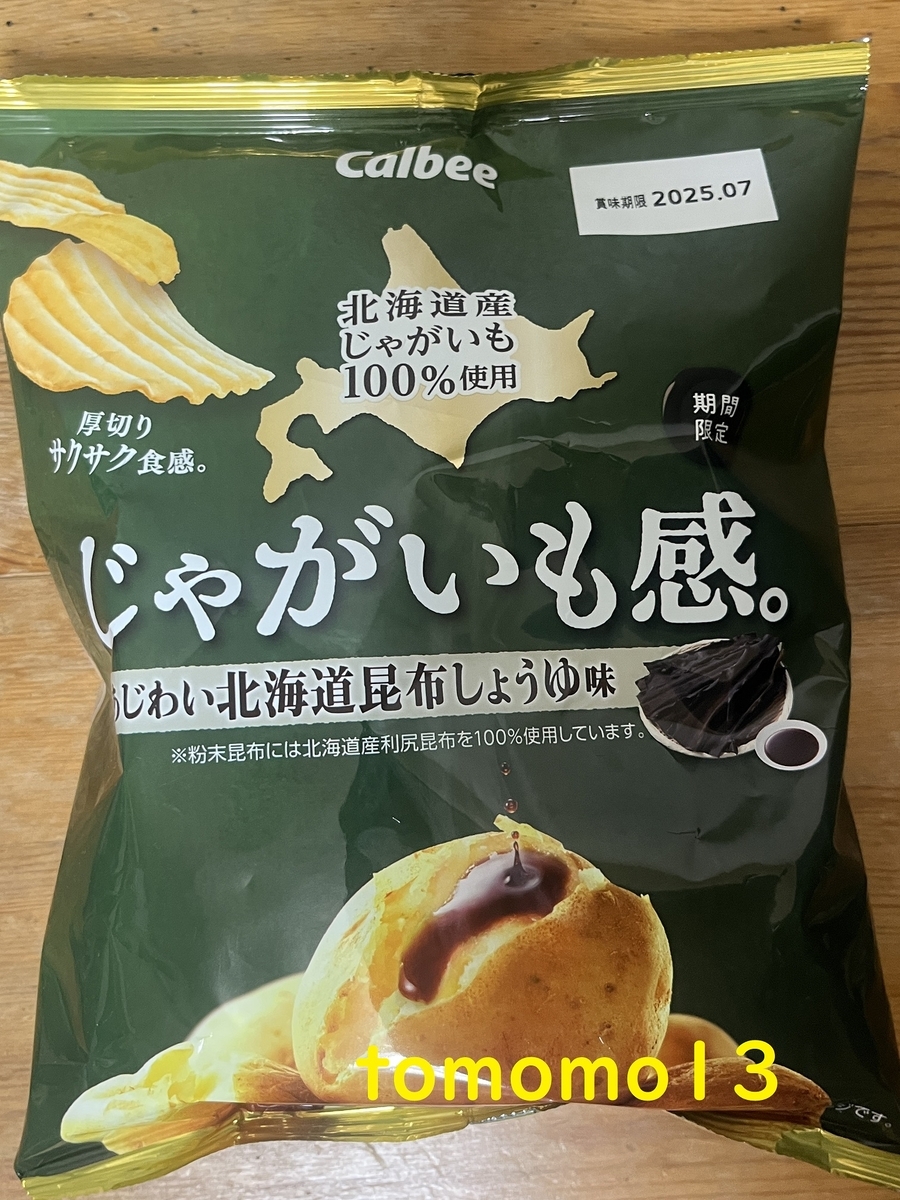 Calbee
賞味期限 2025.07
北海道産
じゃがいも
100%使用
期間
限定
厚切り
サクサク食感。
じゃがいも感。
じわい北海道昆布しょうゆ味
※粉末昆布には北海道産利尻昆布を100%使用しています。
tomomo13
ジです。